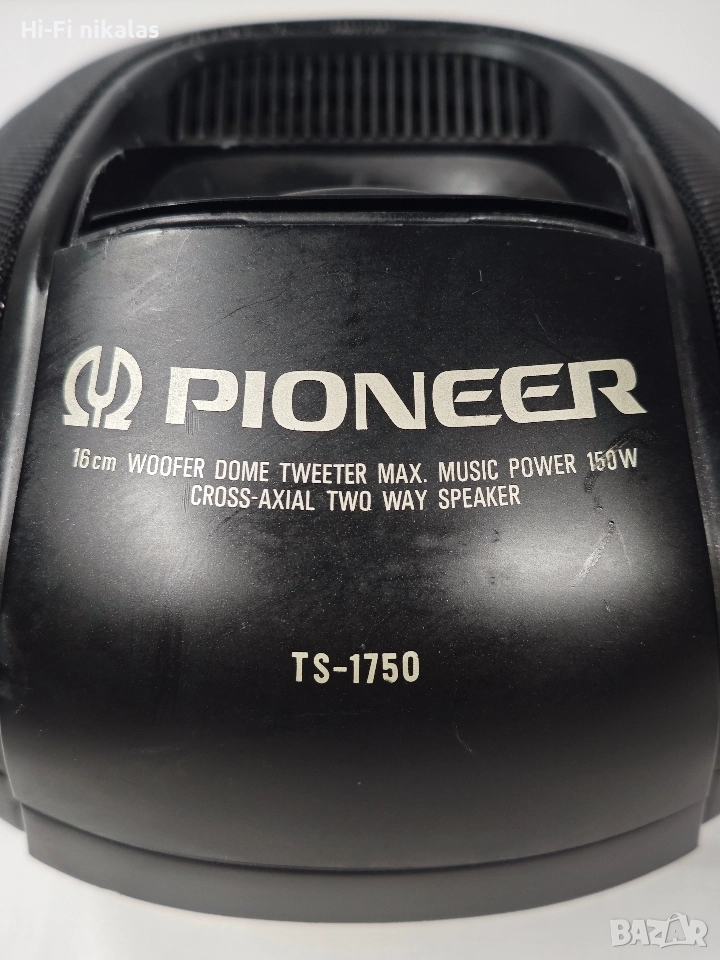 Hi-Fi nikalas
PIONEER
16cm WOOFER DOME TWEETER MAX. MUSIC POWER 150W
CROSS-AXIAL TWO WAY SPEAKER
TS-1750
BAZAR